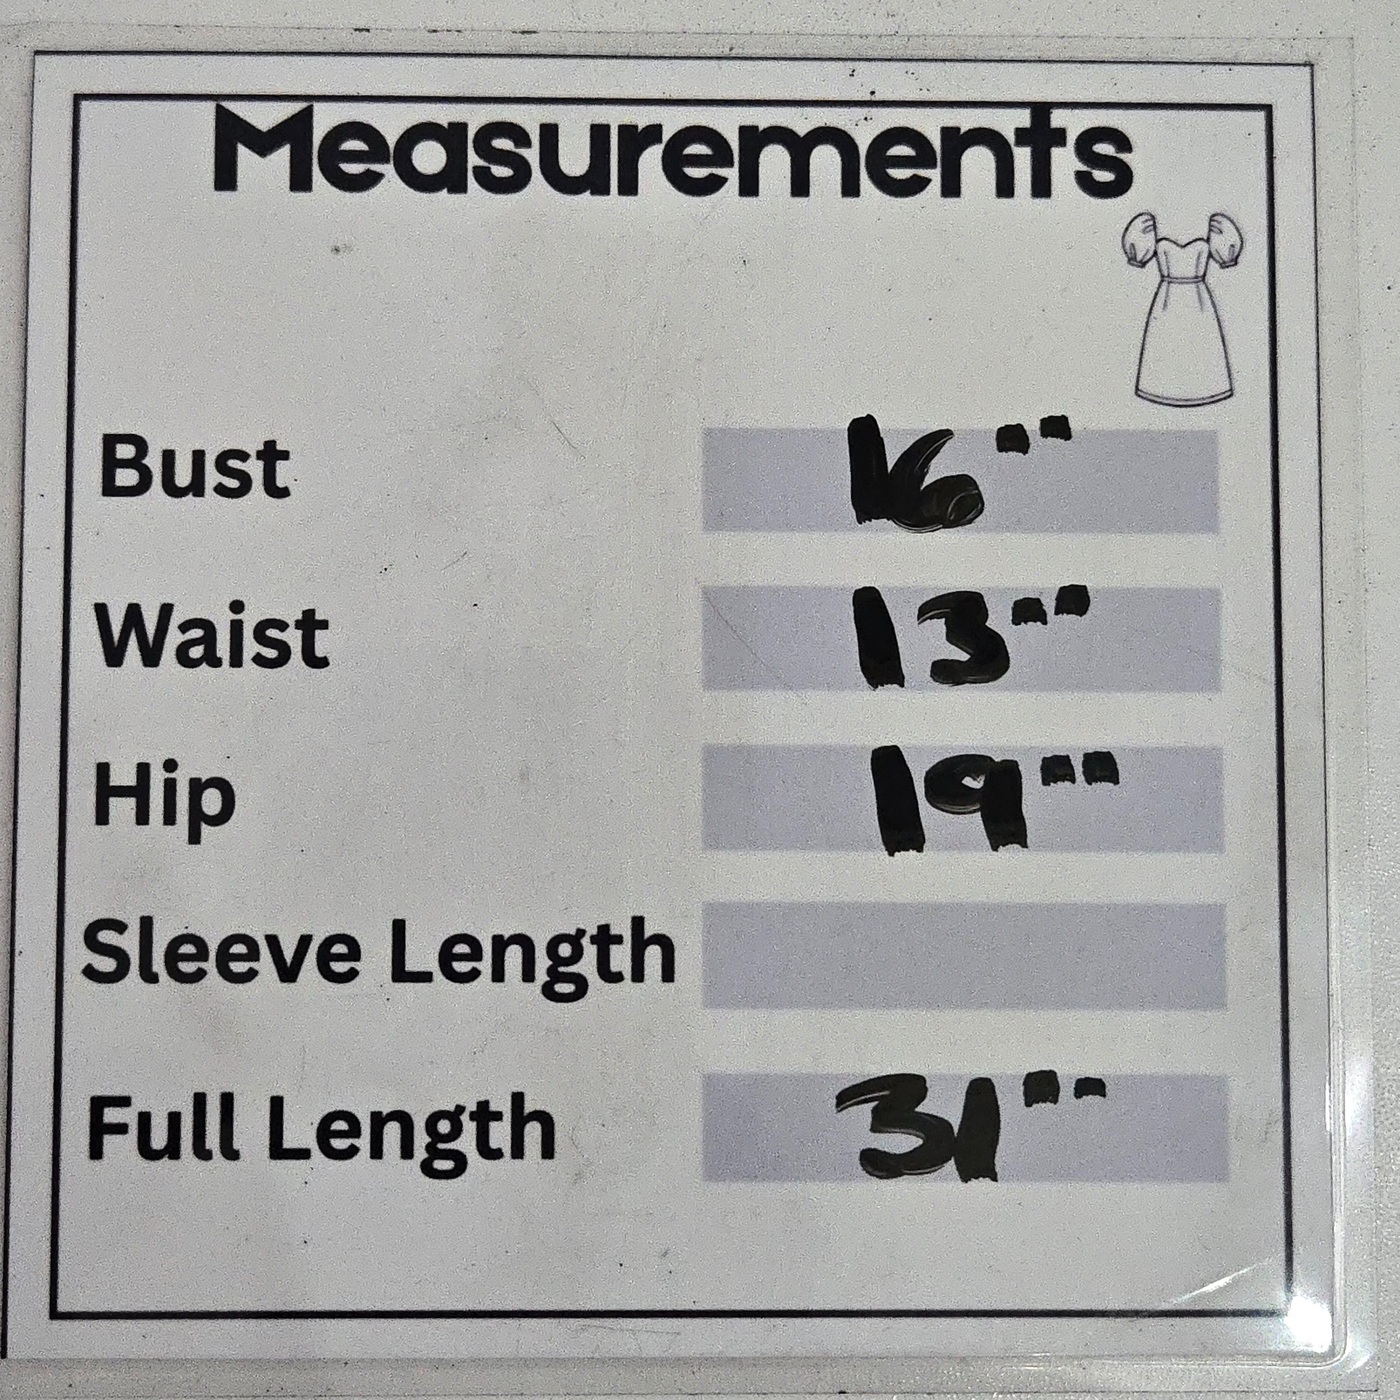 Measurements
Bust 16"
Waist 13"
Hip 19"
Sleeve Length
Full Length 31"